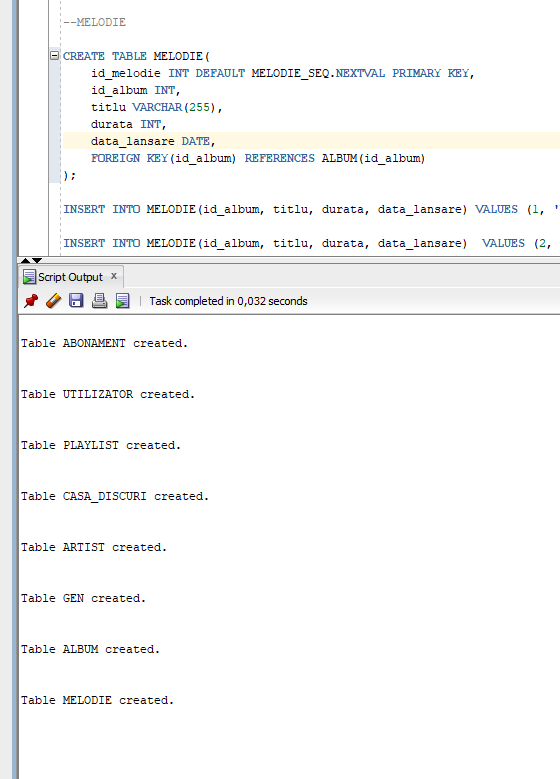 --MELODIE
CREATE TABLE MELODIE(
id_melodie INT DEFAULT MELODIE_SEQ.NEXTVAL PRIMARY KEY,
id_album INT,
titlu VARCHAR(255),
durata INT,
data_lansare DATE,
FOREIGN KEY(id_album) REFERENCES ALBUM(id_album)
);
INSERT INTO MELODIE(id_album, titlu, durata, data_lansare) VALUES (1, '
INSERT INTO MELODIE(id_album, titlu, durata, data_lansare)  VALUES (2,
Script Output x
Task completed in 0,032 seconds
Table ABONAMENT created.
Table UTILIZATOR created.
Table PLAYLIST created.
Table CASA_DISCURI created.
Table ARTIST created.
Table GEN created.
Table ALBUM created.
Table MELODIE created.